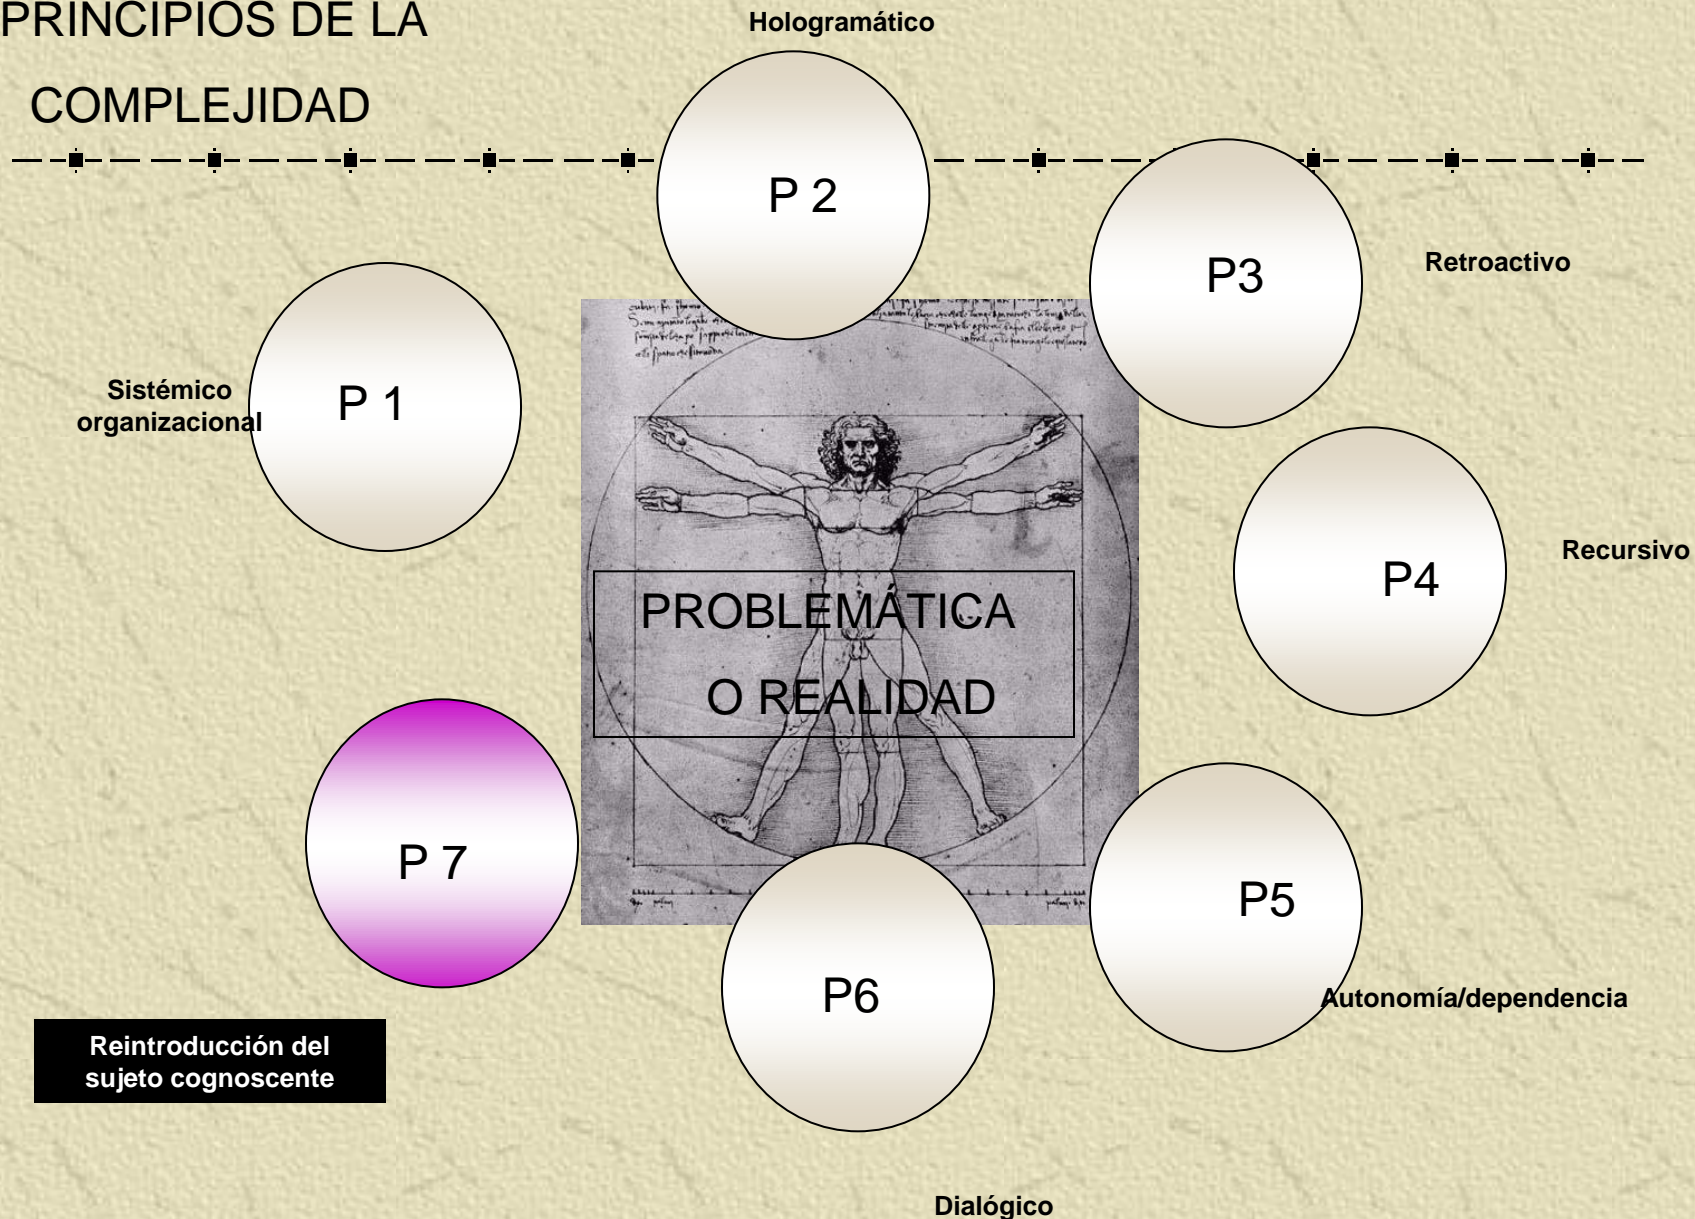 PRINCIPIOS DE LA
COMPLEJIDAD
Hologramático
P 2
P3
Retroactivo
Sistémico
organizacional
P 1
P4
Recursivo
PROBLEMÁTICA
O REALIDAD
P 7
P5
Autonomía/dependencia
P6
Reintroducción del
sujeto cognoscente
Dialógico